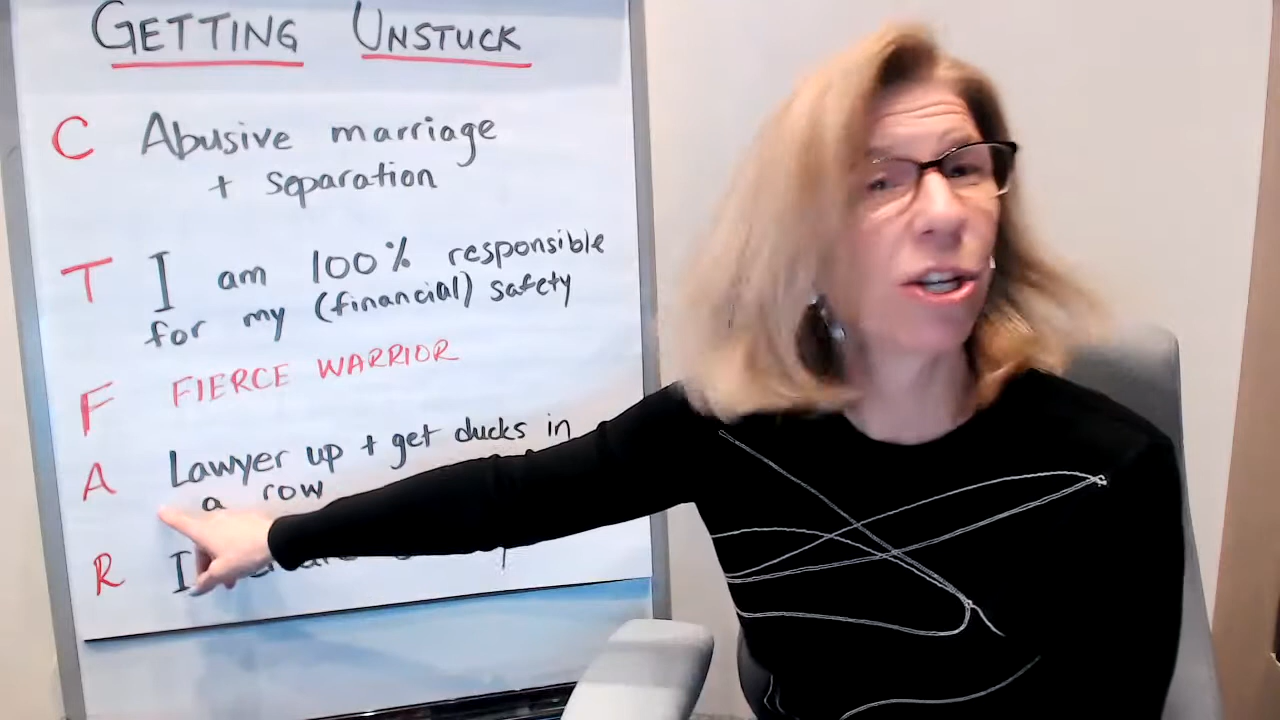 GETTING UNSTUCK
C Abusive marriage
+ separation
T I am 100% responsible
for my (financial) safety
F FIERCE WARRIOR
A Lawyer up + get ducks in
a row
R I